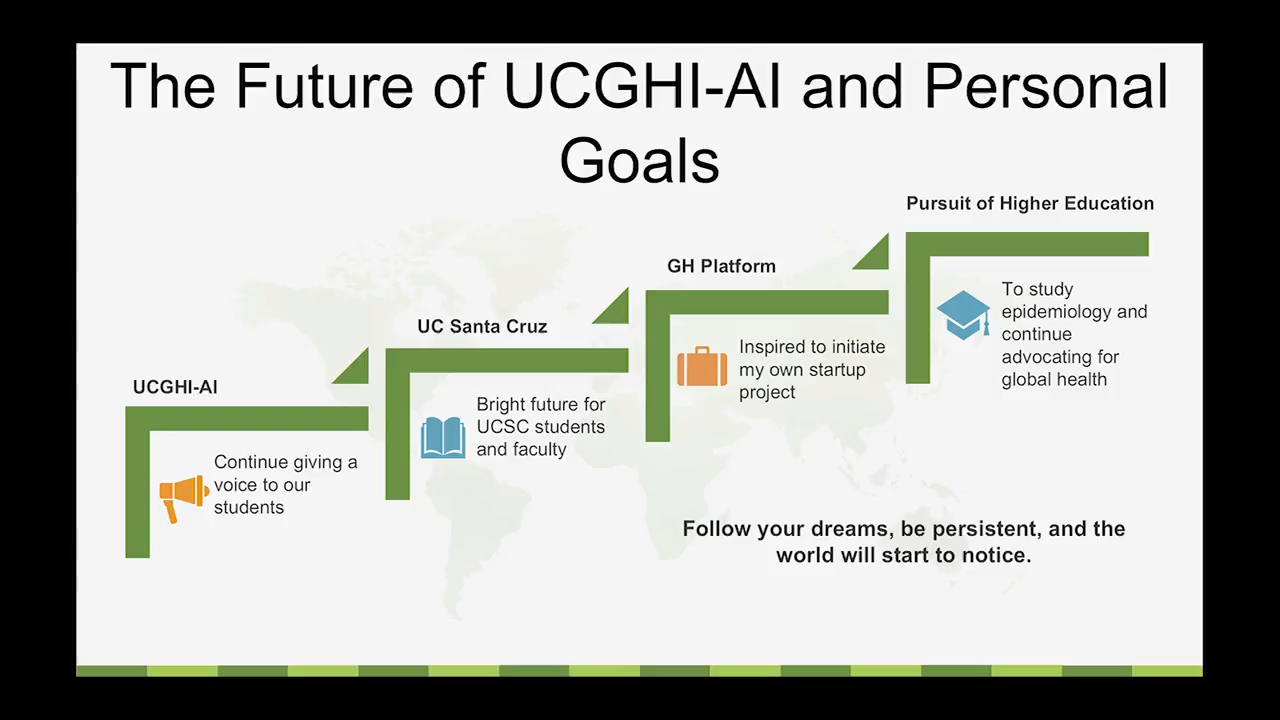 The Future of UCGHI-AI and Personal
Goals
UCGHI-AI
Continue giving a
voice to our
students
UC Santa Cruz
Bright future for
UCSC students
and faculty
GH Platform
Inspired to initiate
my own startup
project
Pursuit of Higher Education
To study
epidemiology and
continue
advocating for
global health
Follow your dreams, be persistent, and the
world will start to notice.